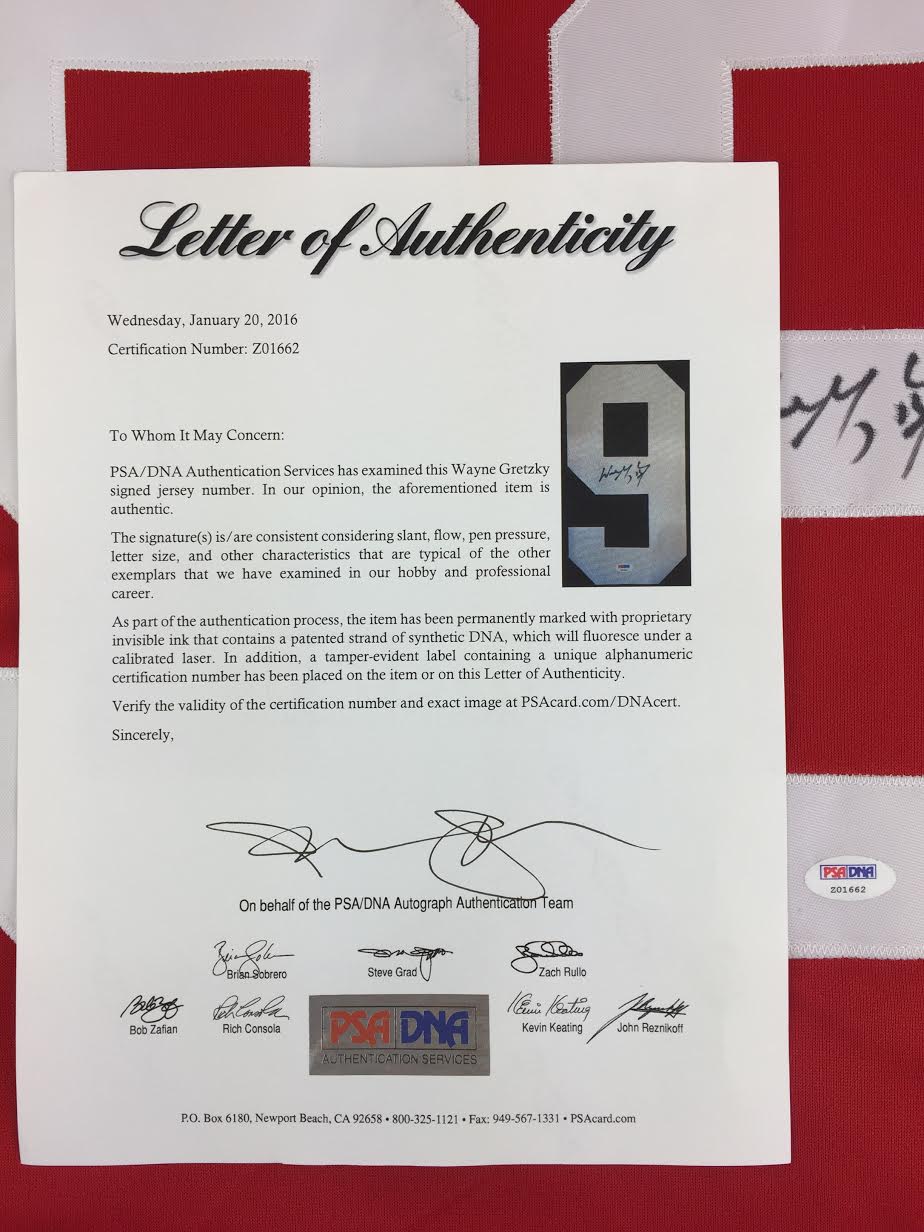 Letter of Authenticity
Wednesday, January 20, 2016
Certification Number: Z01662
To Whom It May Concern:
PSA/DNA Authentication Services has examined this Wayne Gretzky
signed jersey number. In our opinion, the aforementioned item is
authentic.
The signature(s) is/are consistent considering slant, flow, pen pressure,
letter size, and other characteristics that are typical of the other
exemplars that we have examined in our hobby and professional
career.
9
As part of the authentication process, the item has been permanently marked with proprietary
invisible ink that contains a patented strand of synthetic DNA, which will fluoresce under a
calibrated laser. In addition, a tamper-evident label containing a unique alphanumeric
certification number has been placed on the item or on this Letter of Authenticity.
Verify the validity of the certification number and exact image at PSAcard.com/DNAcert.
Sincerely,
PSA DNA
Z01662
On behalf of the PSA/DNA Autograph Authentication Team
Brian Sobrero
Steve Grad
Zach Rullo
Bob Zafian
Rich Consola
Kevin Keating
John Reznikoff
PSA DNA
AUTHENTICATION SERVICES
P.O. Box 6180, Newport Beach, CA 92658 • 800-325-1121 • Fax: 949-567-1331 • PSAcard.com